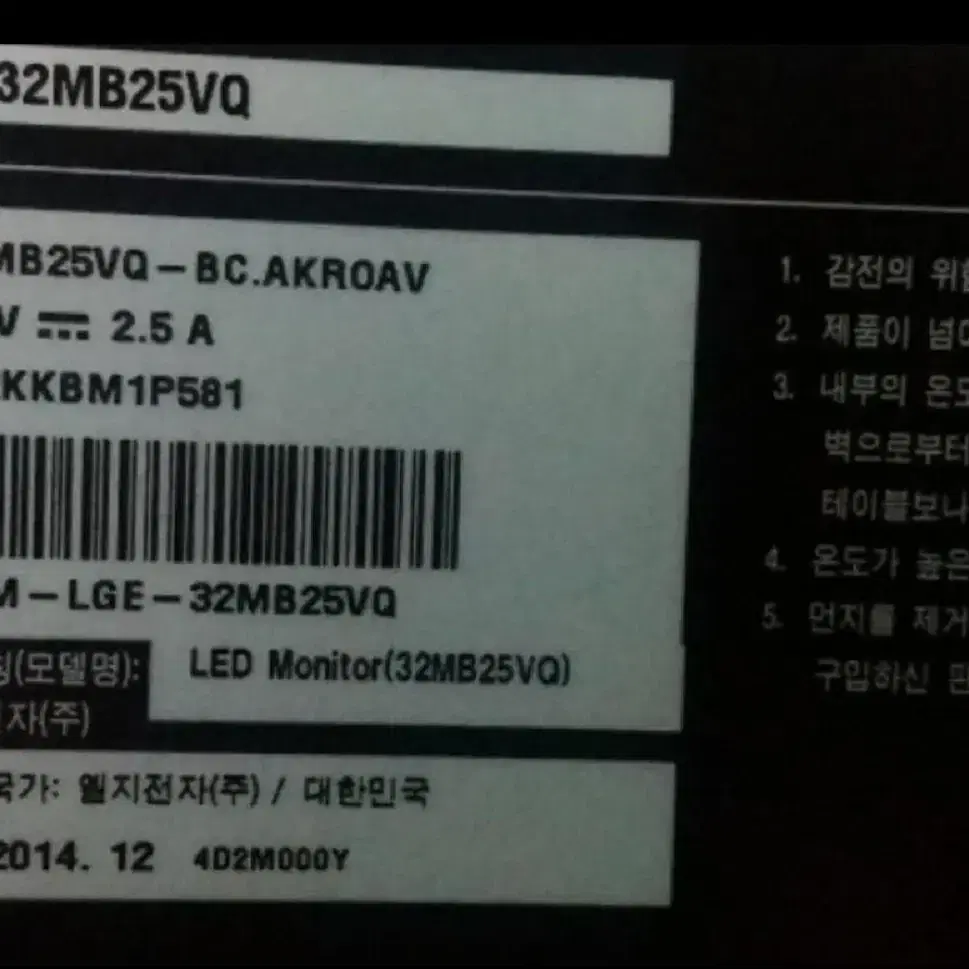 32MB25VQ
MB25VQ-BC.AKROAV
V ⎓ 2.5 A
KKBM1P581
M-LGE-32MB25VQ
칭(모델명): LED Monitor(32MB25VQ)
자(주)
국가: 엘지전자(주) / 대한민국
2014. 12 4D2M000Y
1. 감전의 위험
2. 제품이 넘어
3. 내부의 온도
벽으로부터
테이블보나
4. 온도가 높은
5. 먼지를 제거
구입하신